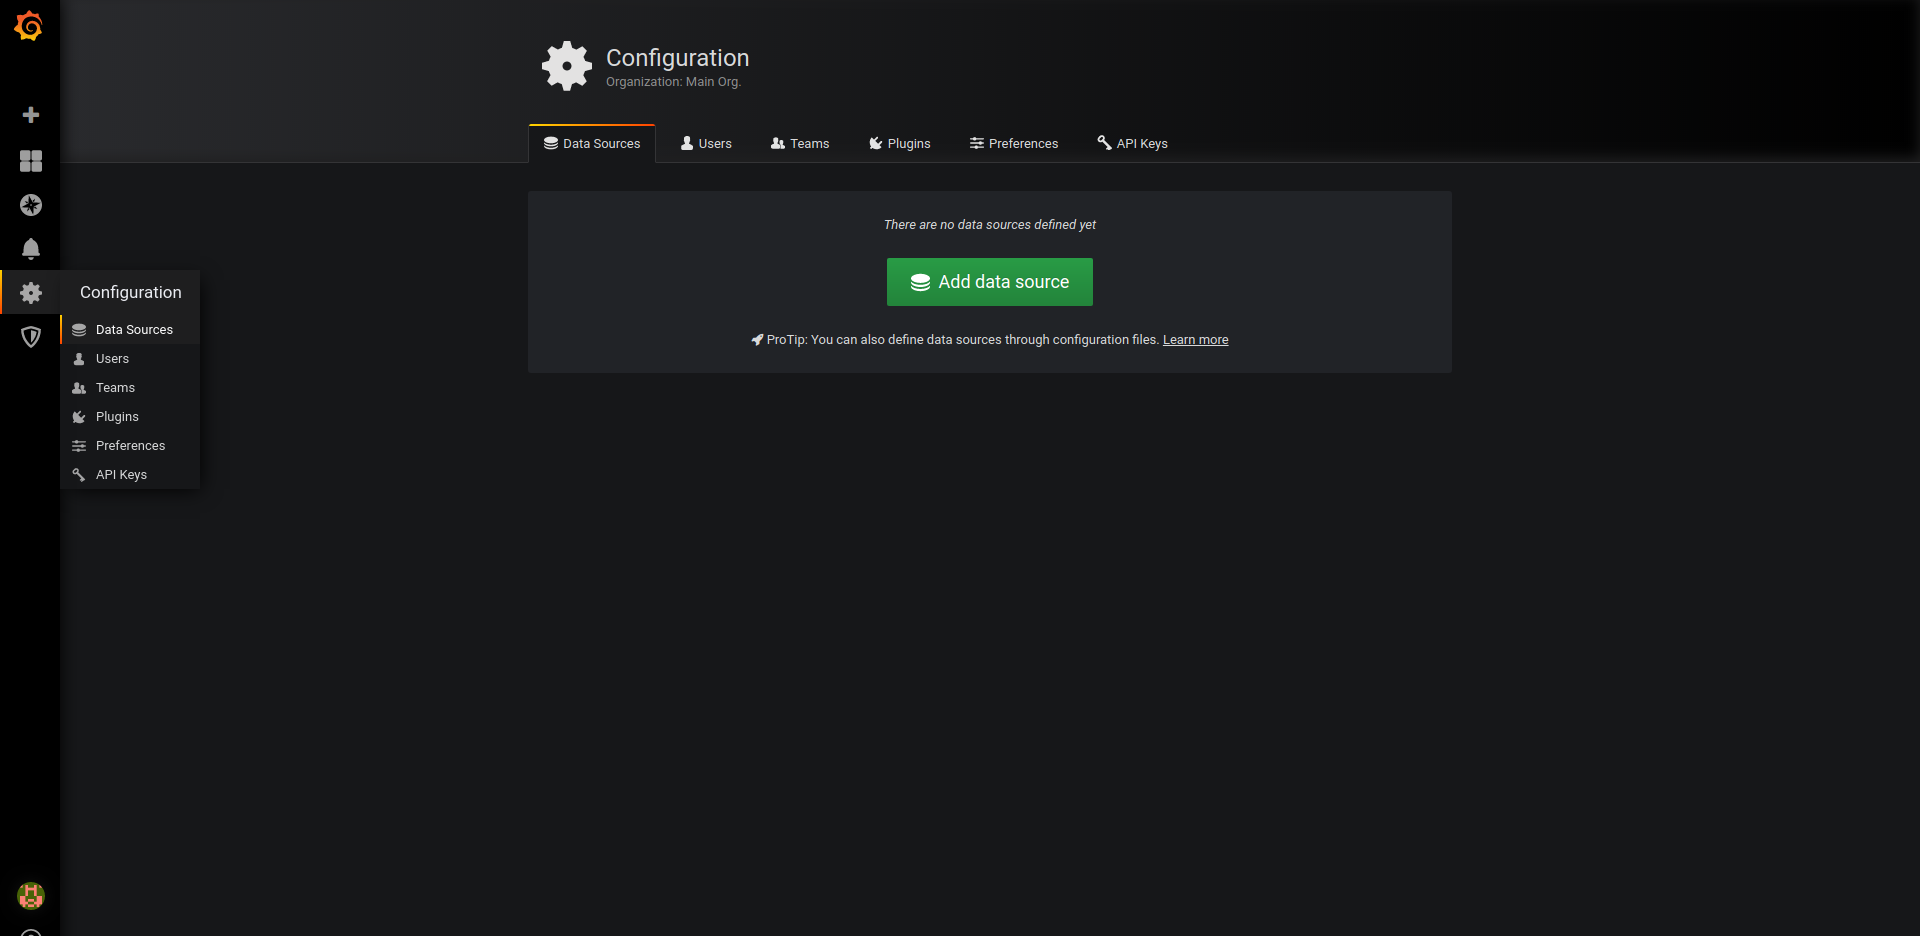 Configuration
Organization: Main Org.
Data Sources Users Teams Plugins Preferences API Keys
There are no data sources defined yet
Add data source
ProTip: You can also define data sources through configuration files. Learn more
Configuration
Data Sources
Users
Teams
Plugins
Preferences
API Keys